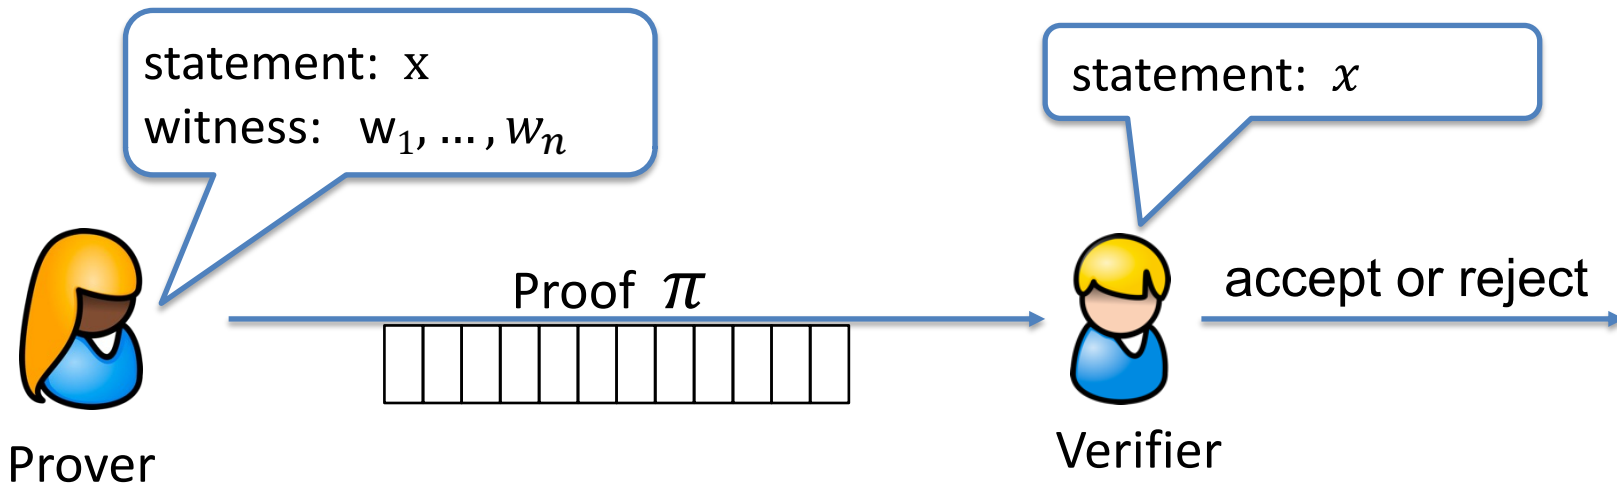 statement: x
witness: w₁, … , wₙ
statement: x
Proof π
accept or reject
Prover
Verifier